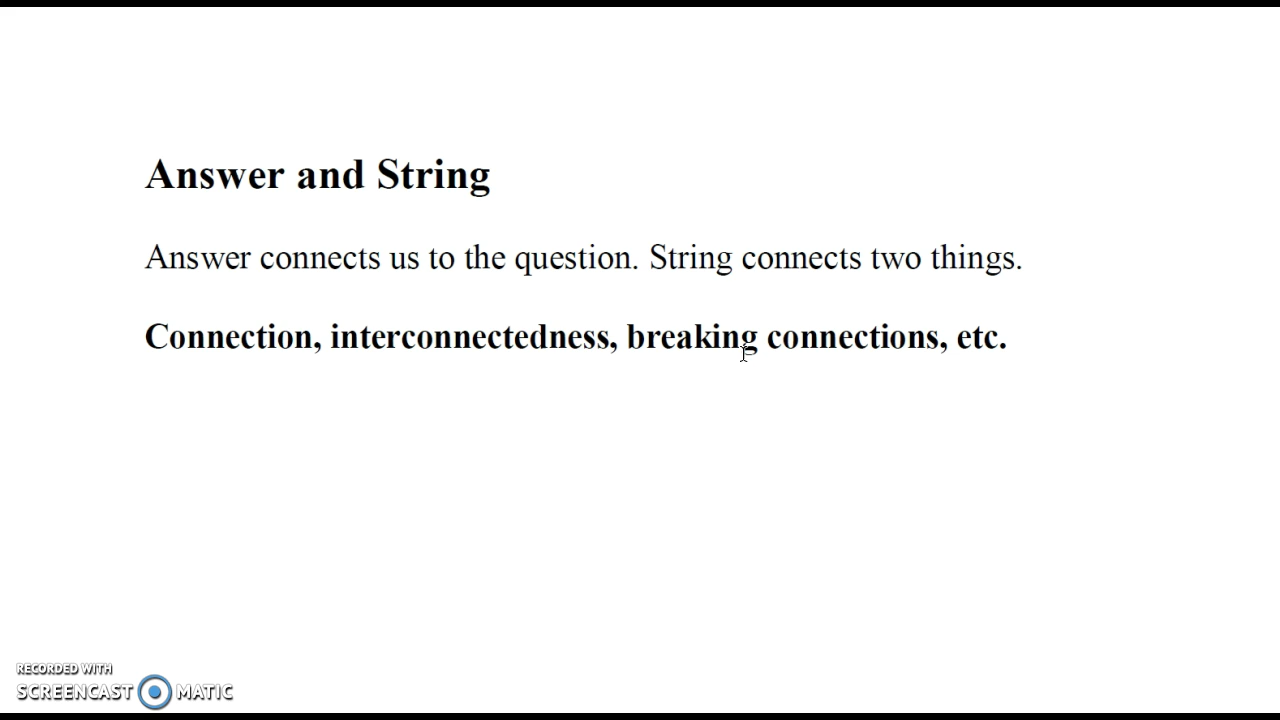 Answer and String
Answer connects us to the question. String connects two things.
Connection, interconnectedness, breaking connections, etc.
RECORDED WITH
SCREENCAST MATIC